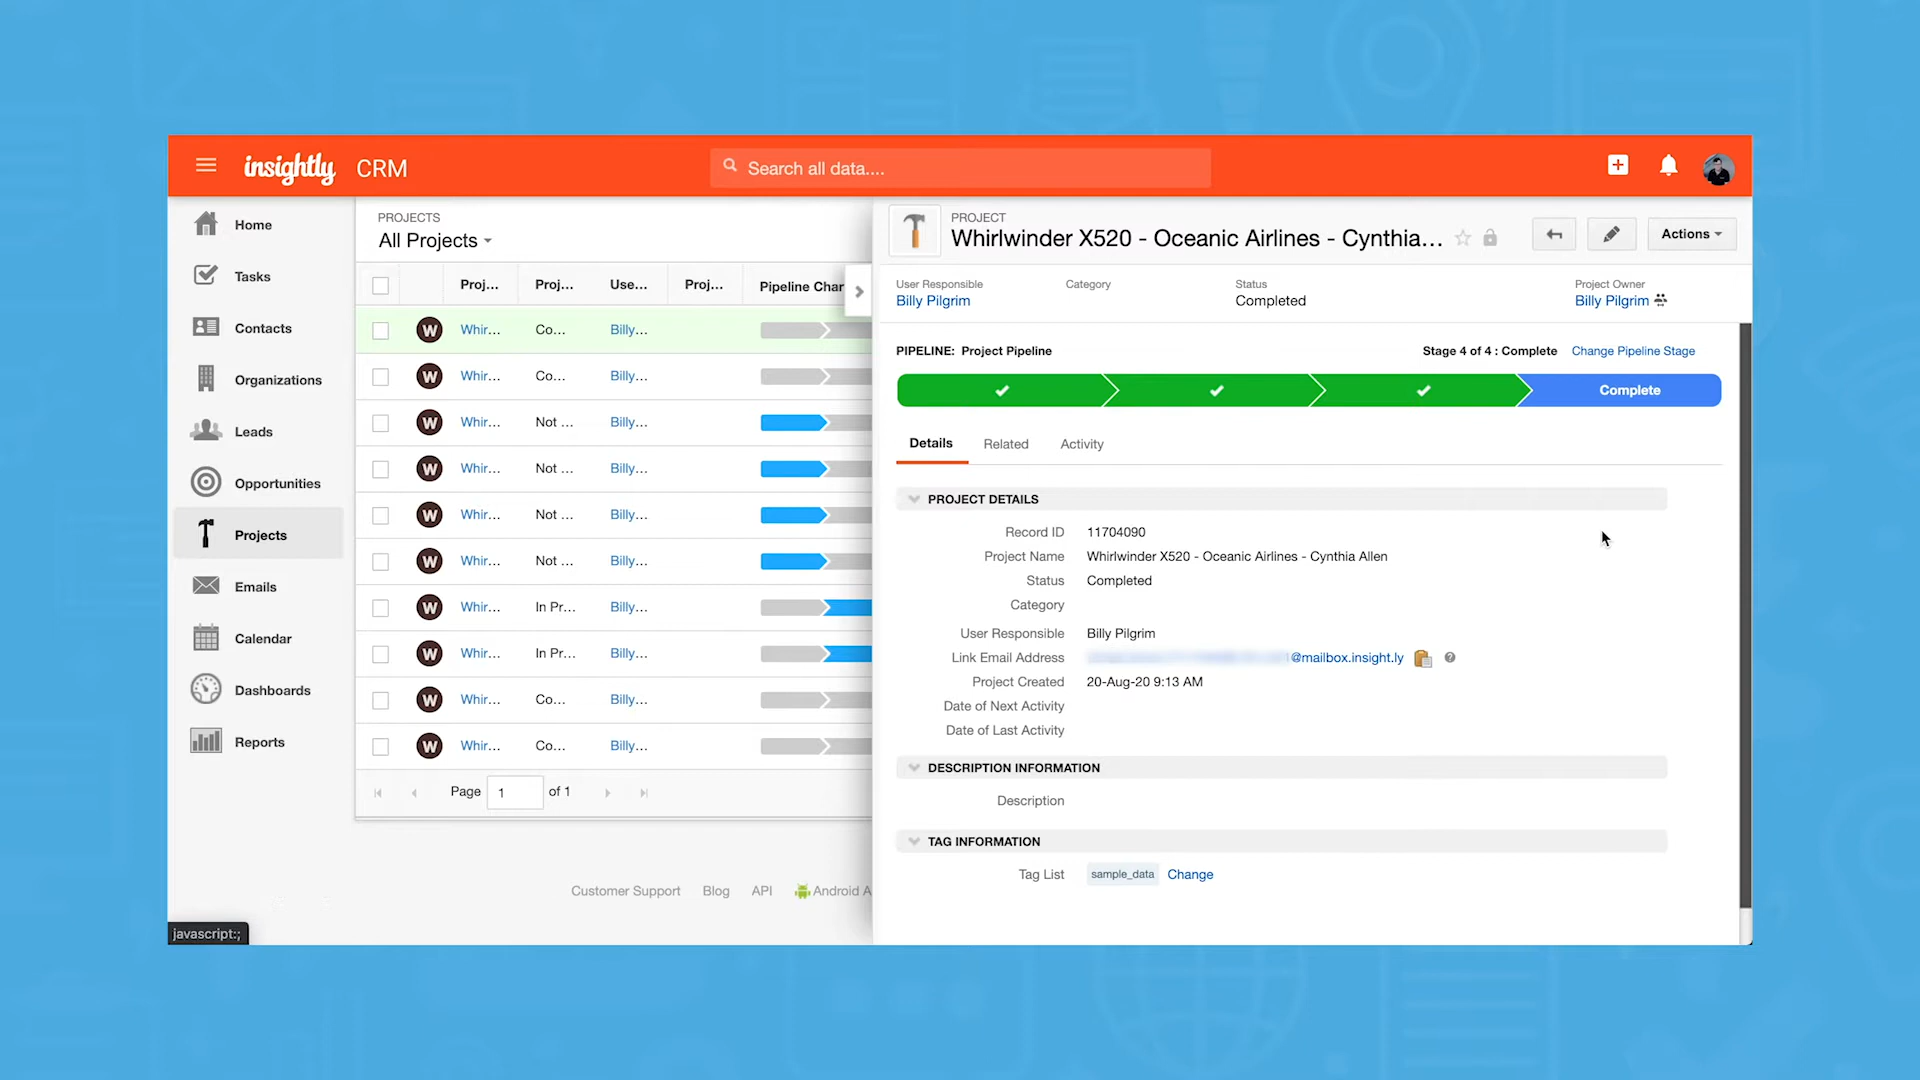 insightly CRM
Search all data....
Home
Tasks
Contacts
Organizations
Leads
Opportunities
Projects
Emails
Calendar
Dashboards
Reports
javascript:;
PROJECTS
All Projects
Proj... Proj... Use... Proj... Pipeline Char
W Whir... Co... Billy...
W Whir... Co... Billy...
W Whir... Not ... Billy...
W Whir... Not ... Billy...
W Whir... Not ... Billy...
W Whir... Not ... Billy...
W Whir... In Pr... Billy...
W Whir... In Pr... Billy...
W Whir... Co... Billy...
W Whir... Co... Billy...
Page 1 of 1
Customer Support Blog API Android A
PROJECT
Whirlwinder X520 - Oceanic Airlines - Cynthia...
Actions
User Responsible Category Status Project Owner
Billy Pilgrim Completed Billy Pilgrim
PIPELINE: Project Pipeline Stage 4 of 4 : Complete Change Pipeline Stage
Complete
Details Related Activity
PROJECT DETAILS
Record ID 11704090
Project Name Whirlwinder X520 - Oceanic Airlines - Cynthia Allen
Status Completed
Category
User Responsible Billy Pilgrim
Link Email Address @mailbox.insight.ly ?
Project Created 20-Aug-20 9:13 AM
Date of Next Activity
Date of Last Activity
DESCRIPTION INFORMATION
Description
TAG INFORMATION
Tag List sample_data Change